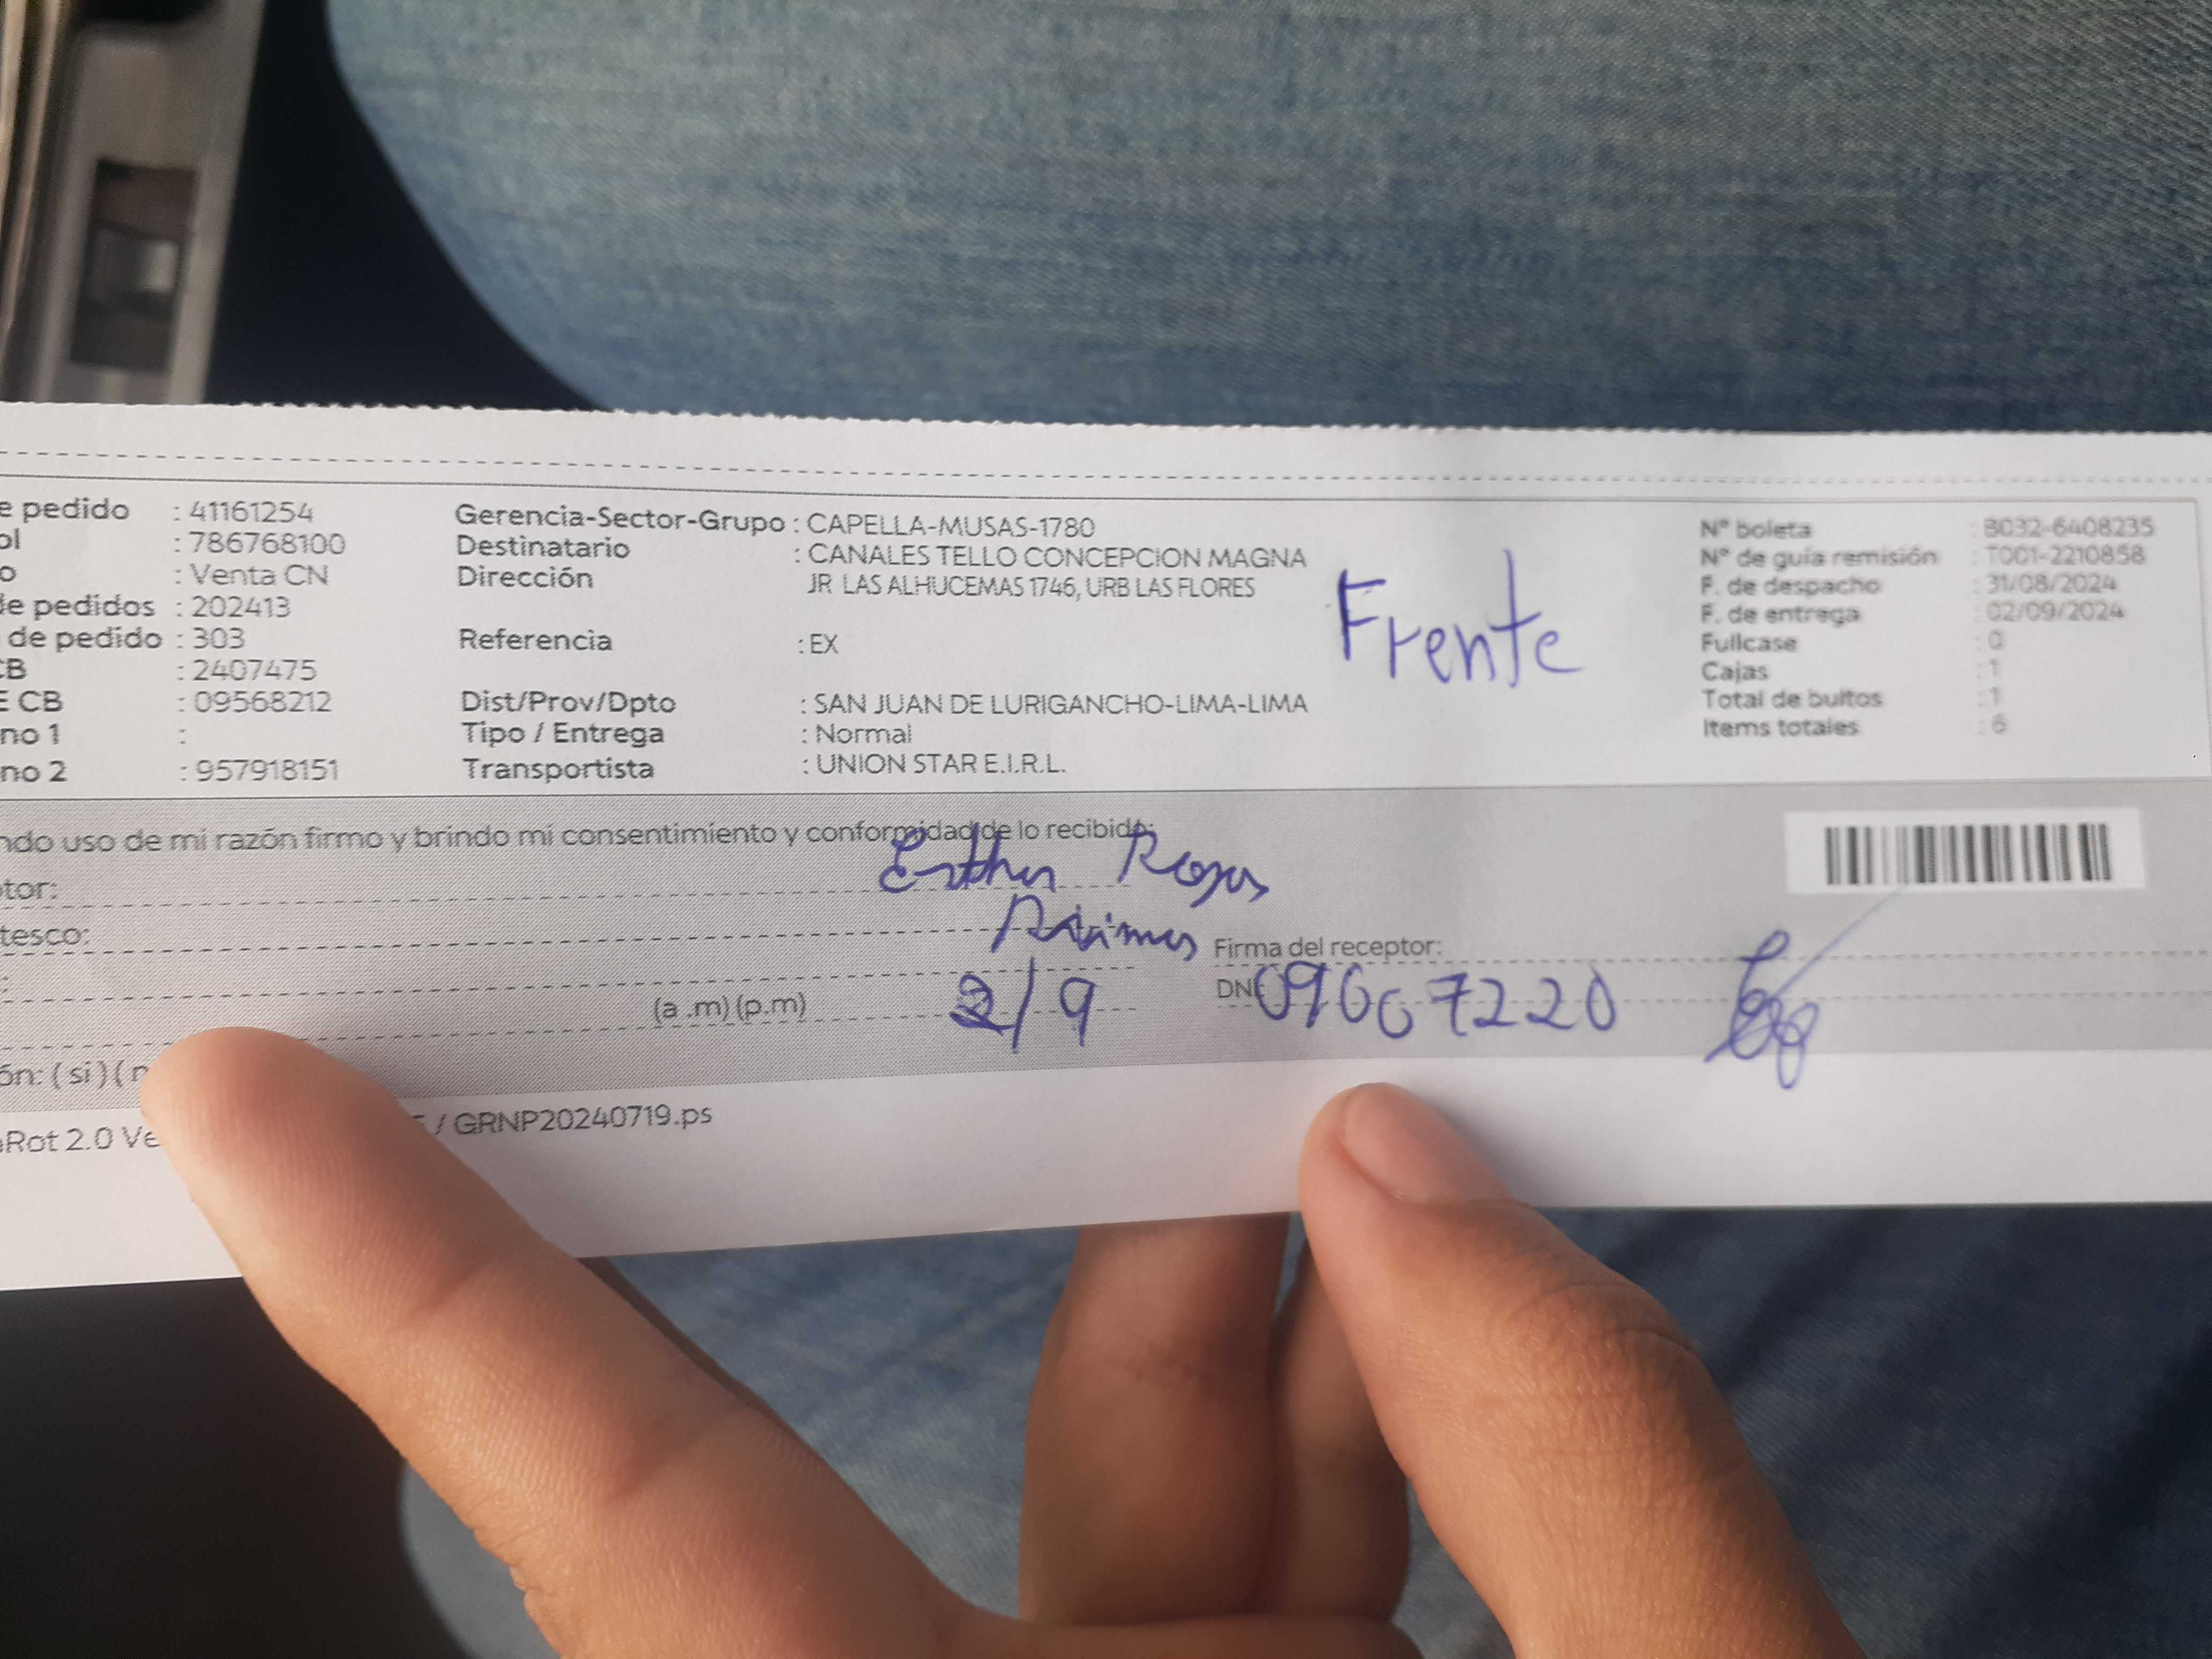 e pedido : 41161254
ol : 786768100
o : Venta CN
de pedidos : 202413
de pedido : 303
CB : 2407475
E CB : 09568212
no 1 :
no 2 : 957918151
Gerencia-Sector-Grupo : CAPELLA-MUSAS-1780
Destinatario : CANALES TELLO CONCEPCION MAGNA
Dirección JR LAS ALHUCEMAS 1746, URB LAS FLORES
Referencia : EX
Dist/Prov/Dpto : SAN JUAN DE LURIGANCHO-LIMA-LIMA
Tipo / Entrega : Normal
Transportista : UNION STAR E.I.R.L.
Frente
N° boleta : B032-6408235
N° de guia remisión : T001-2210858
F. de despacho : 31/08/2024
F. de entrega : 02/09/2024
Fullcase : 0
Cajas : 1
Total de bultos : 1
Items totales : 6
ndo uso de mi razón firmo y brindo mi consentimiento y conformidad de lo recibido:
tor: Esther Rojas
tesco:
Firma del receptor:
:
(a .m) (p.m) 2/9
DNI 09007220
ón: ( si ) ( n
Rot 2.0 Ve / GRNP20240719.ps